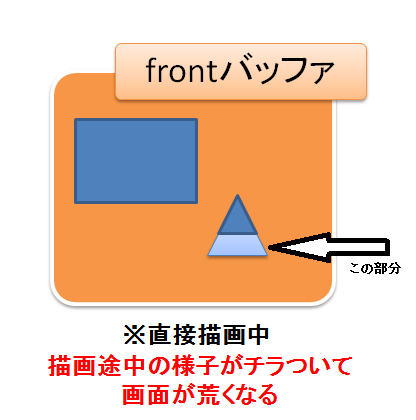 frontバッファ
この部分
※直接描画中
描画途中の様子がチラついて
画面が荒くなる